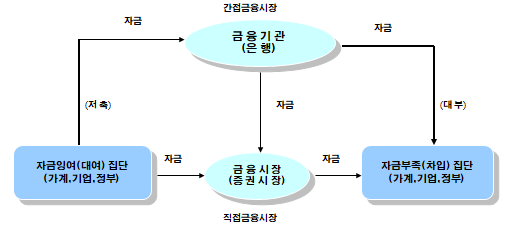 간접금융시장
자금
금 융 기 관
(은 행)
자금
(저 축)
자금
(대 부)
자금잉여(대여) 집단
(가계,기업,정부)
자금
금 융 시 장
(증 권 시 장)
자금
자금부족(차입) 집단
(가계,기업,정부)
직접금융시장